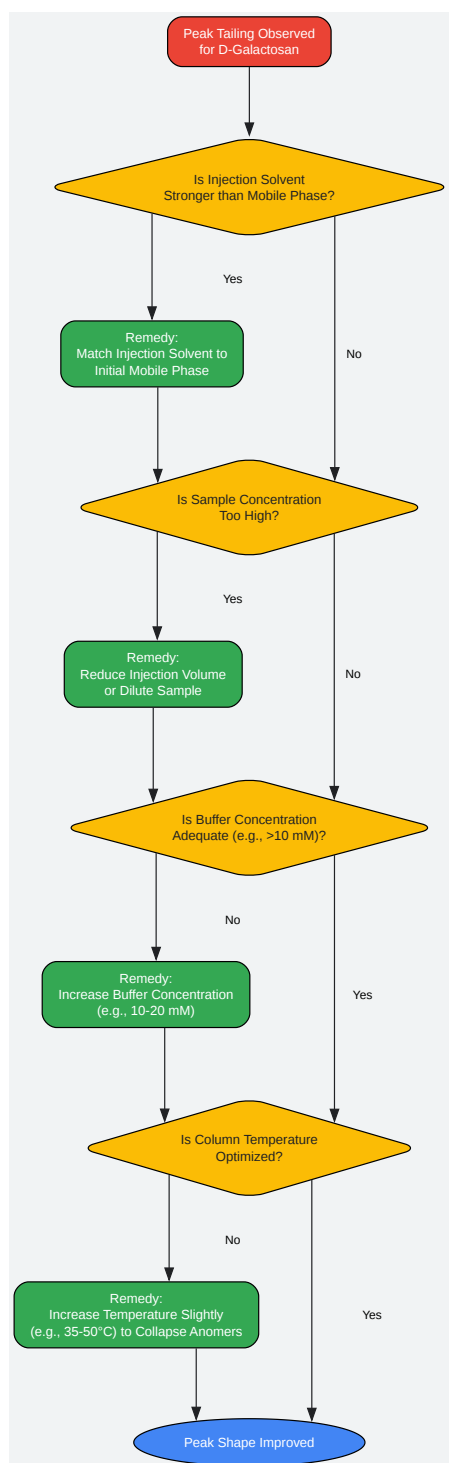 Peak Tailing Observed
for D-Galactosan
Is Injection Solvent
Stronger than Mobile Phase?
Yes
Remedy:
Match Injection Solvent to
Initial Mobile Phase
No
Is Sample Concentration
Too High?
Yes
Remedy:
Reduce Injection Volume
or Dilute Sample
No
Is Buffer Concentration
Adequate (e.g., >10 mM)?
No
Remedy:
Increase Buffer Concentration
(e.g., 10-20 mM)
Yes
Is Column Temperature
Optimized?
No
Remedy:
Increase Temperature Slightly
(e.g., 35-50°C) to Collapse Anomers
Yes
Peak Shape Improved